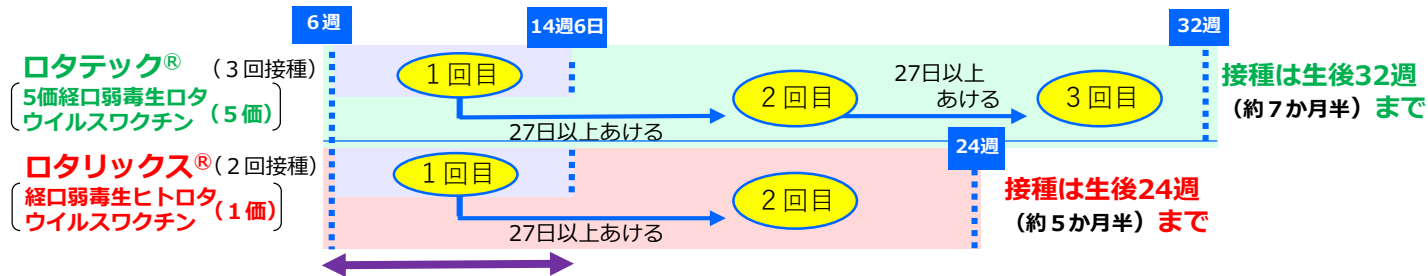 6週
14週6日
32週
ロタテック® （３回接種）
5価経口弱毒生ロタ
ウイルスワクチン（５価）
１回目
27日以上あける
２回目
27日以上
あける
３回目
接種は生後32週
（約７か月半）まで
ロタリックス®（２回接種）
経口弱毒生ヒトロタ
ウイルスワクチン（１価）
１回目
27日以上あける
２回目
24週
接種は生後24週
（約５か月半）まで